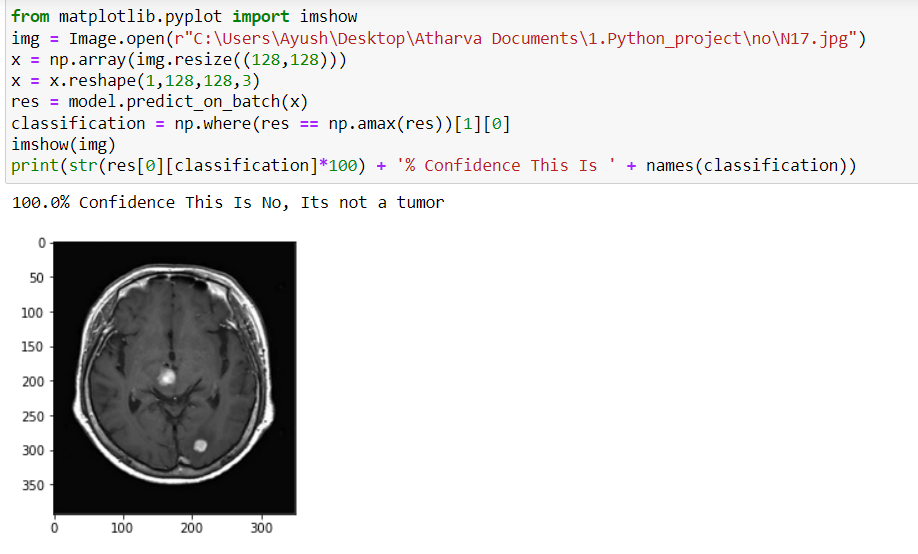 from matplotlib.pyplot import imshow
img = Image.open(r"C:\Users\Ayush\Desktop\Atharva Documents\1.Python_project\no\N17.jpg")
x = np.array(img.resize((128,128)))
x = x.reshape(1,128,128,3)
res = model.predict_on_batch(x)
classification = np.where(res == np.amax(res))[1][0]
imshow(img)
print(str(res[0][classification]*100) + '% Confidence This Is ' + names(classification))
100.0% Confidence This Is No, Its not a tumor
0
50
100
150
200
250
300
350
0 100 200 300